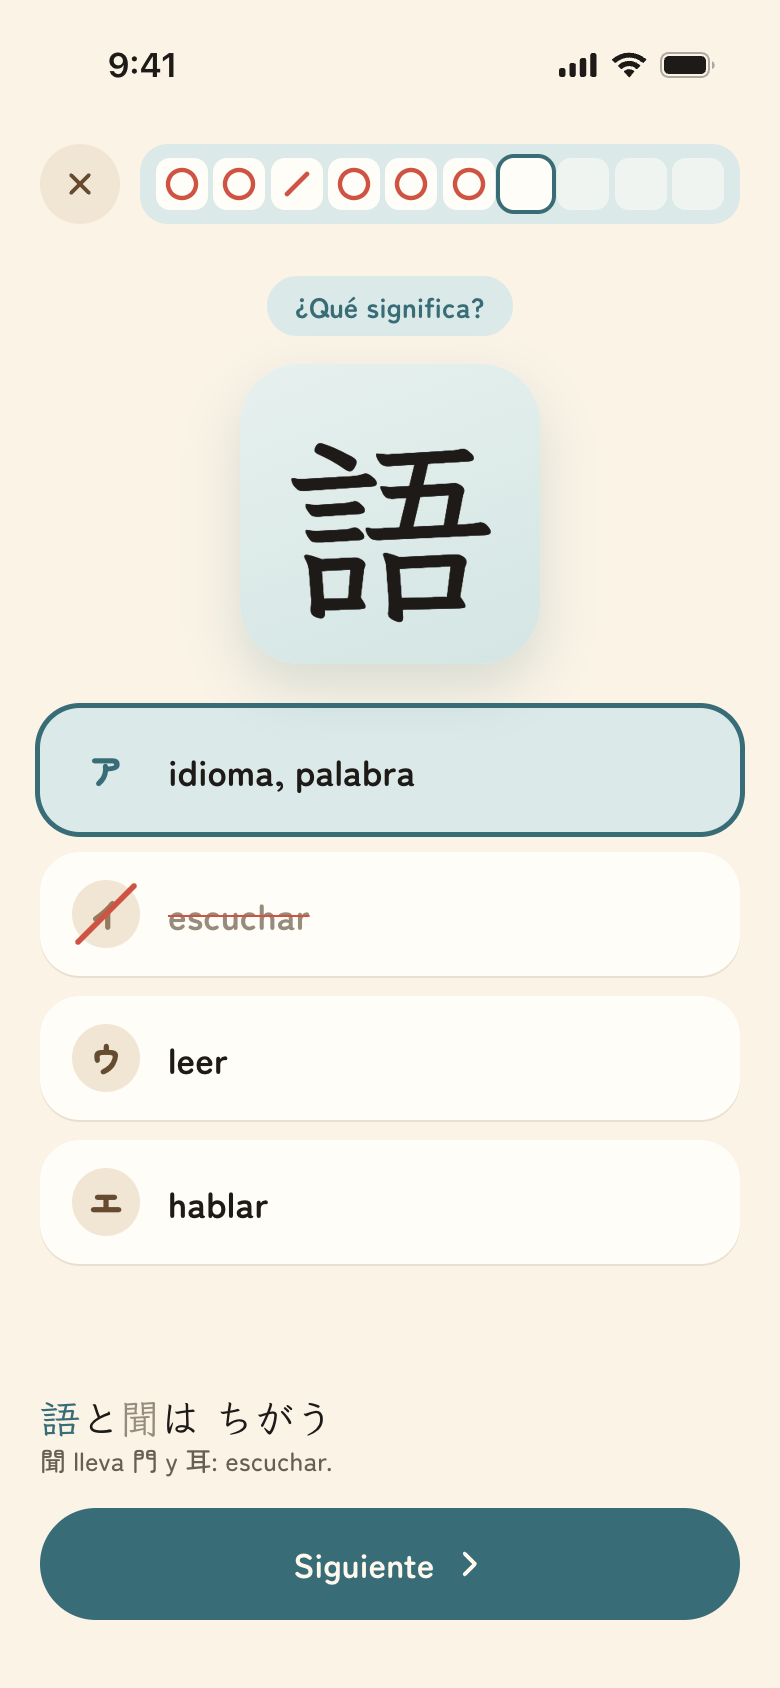 9:41
¿Qué significa?
語
ア idioma, palabra
イ escuchar
ウ leer
エ hablar
語と聞は ちがう
聞 lleva 門 y 耳: escuchar.
Siguiente